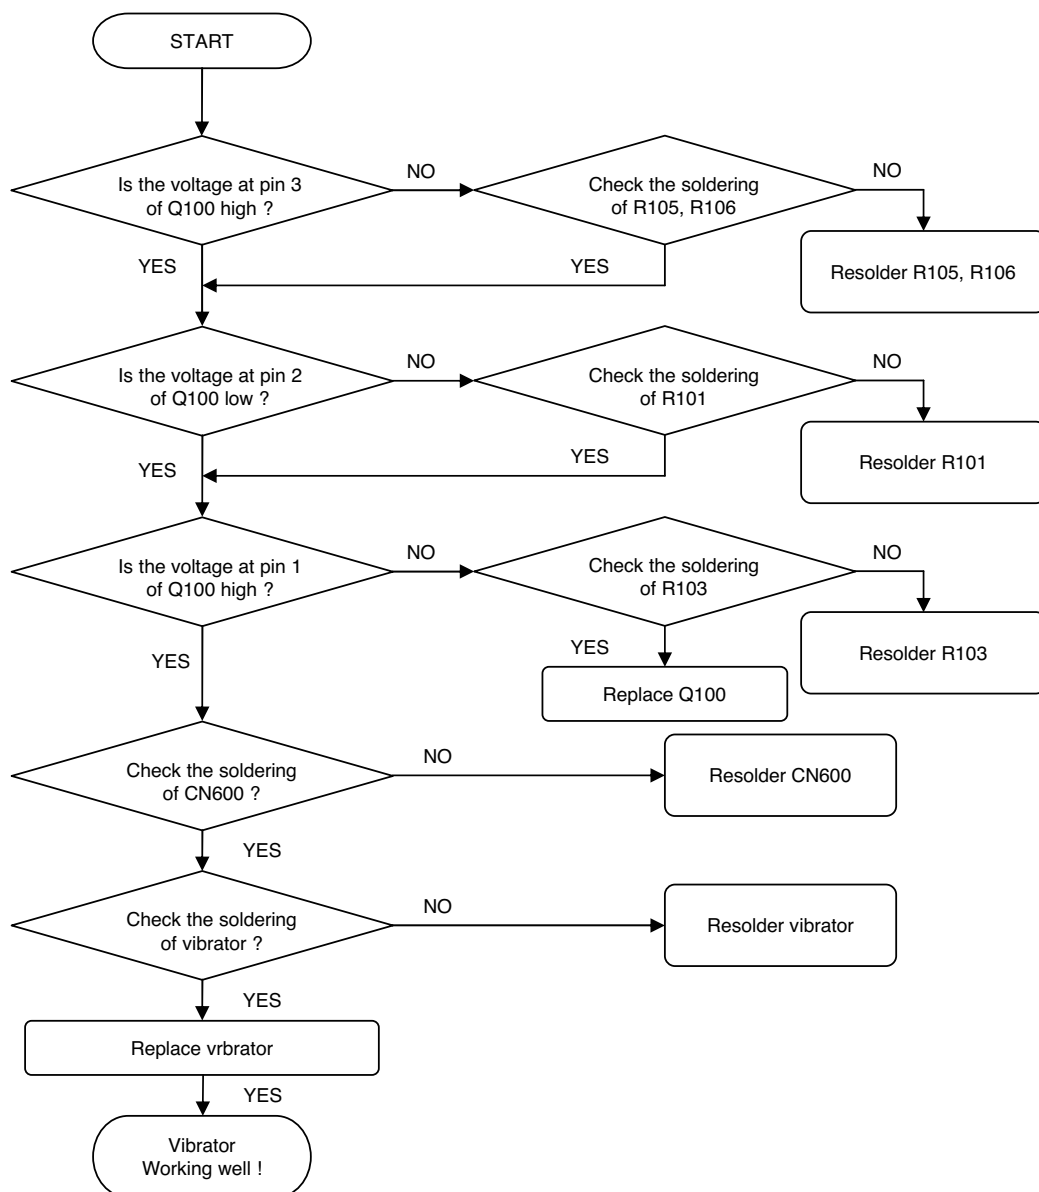 START
Is the voltage at pin 3
of Q100 high ?
NO
Check the soldering
of R105, R106
NO
Resolder R105, R106
YES
YES
Is the voltage at pin 2
of Q100 low ?
NO
Check the soldering
of R101
NO
Resolder R101
YES
YES
Is the voltage at pin 1
of Q100 high ?
NO
Check the soldering
of R103
NO
Resolder R103
YES
YES
Replace Q100
Check the soldering
of CN600 ?
NO
Resolder CN600
YES
Check the soldering
of vibrator ?
NO
Resolder vibrator
YES
Replace vrbrator
YES
Vibrator
Working well !